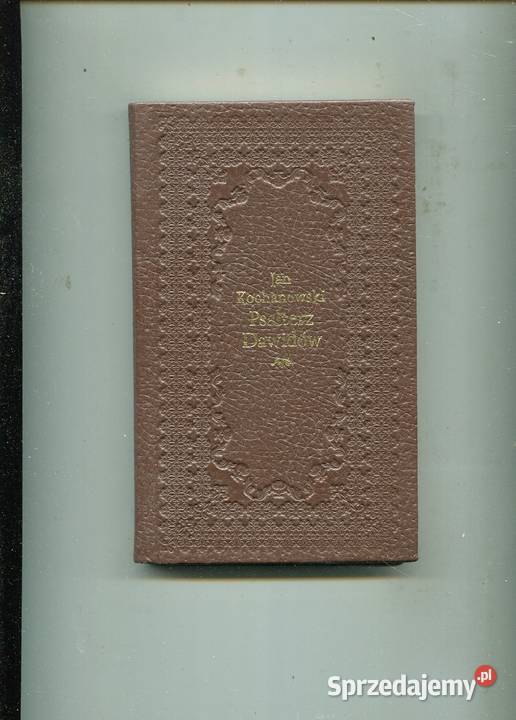 Jan
Kochanowski
Psałterz
Dawidów
Sprzedajemy.pl